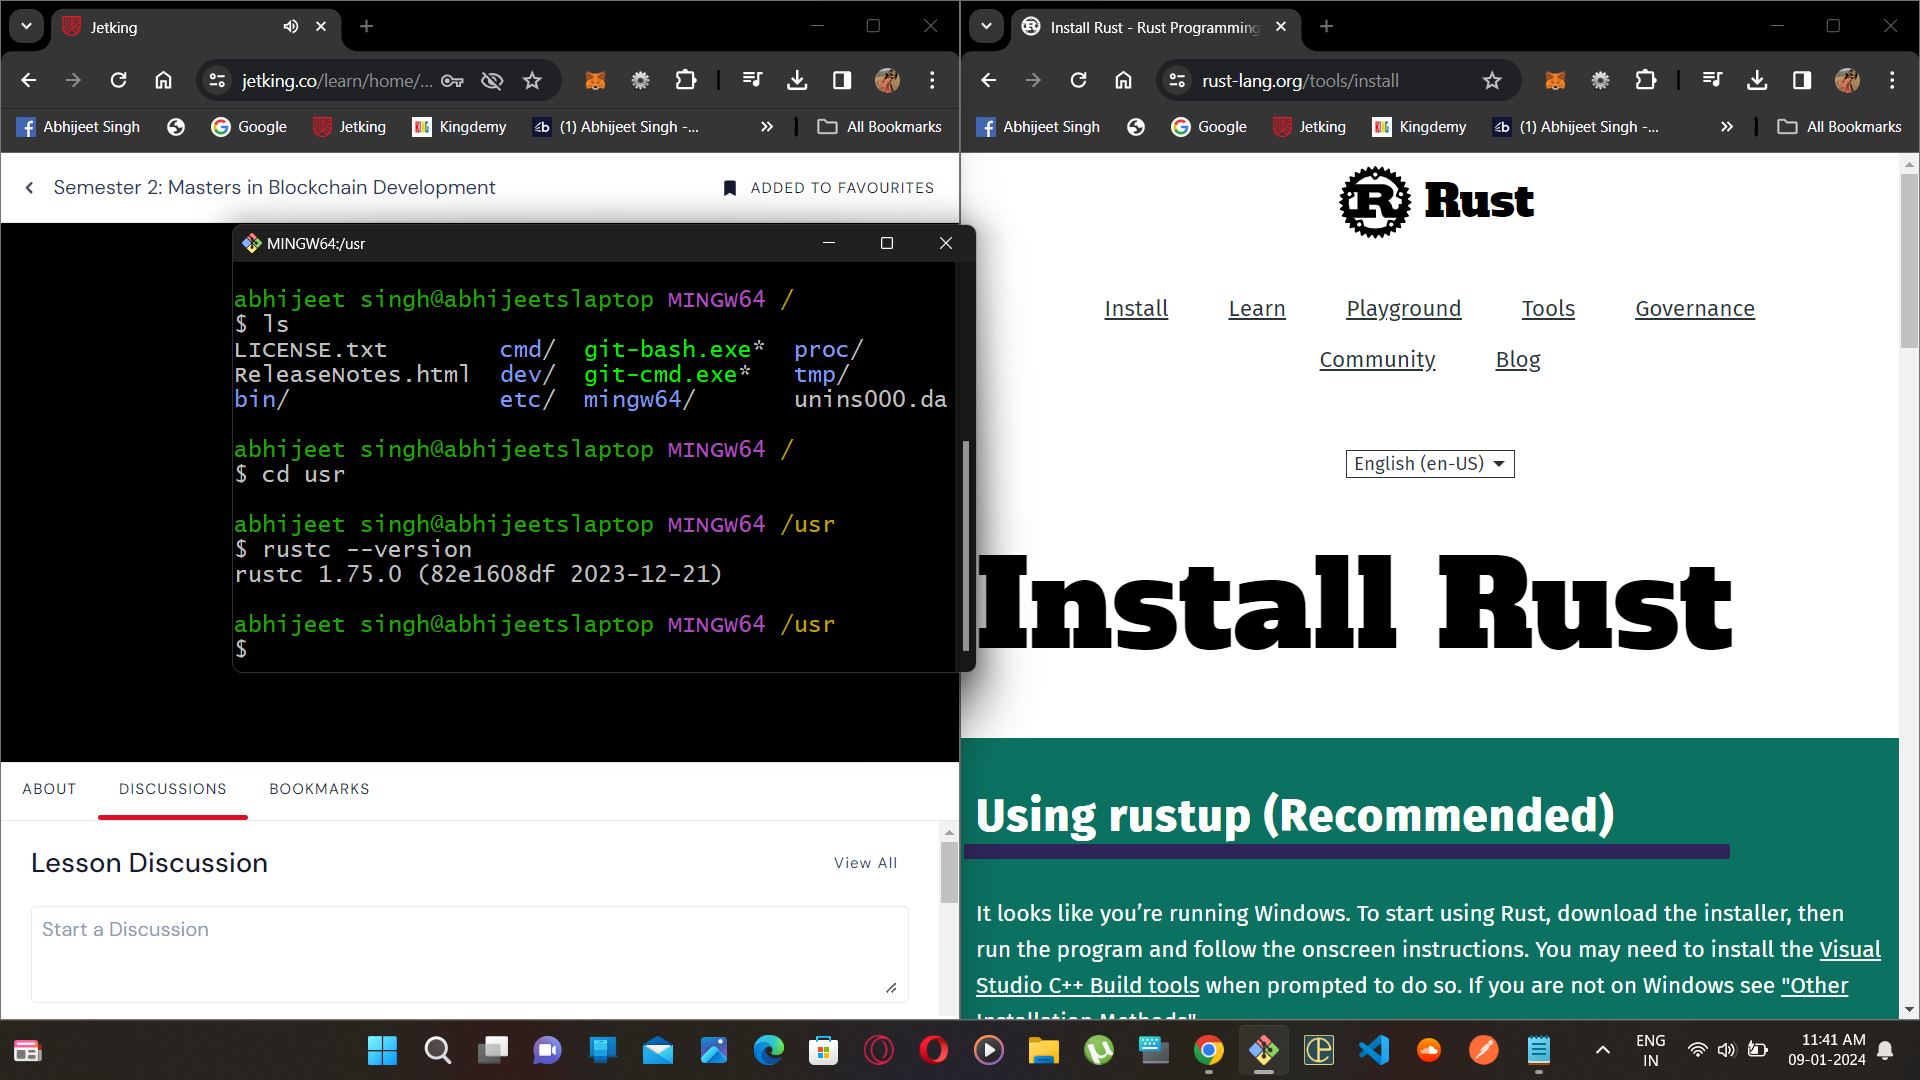 Jetking
jetking.co/learn/home/...
Abhijeet Singh
Google
Jetking
Kingdemy
(1) Abhijeet Singh -...
All Bookmarks
Semester 2: Masters in Blockchain Development
ADDED TO FAVOURITES
MINGW64:/usr
abhijeet singh@abhijeetslaptop MINGW64 /
$ ls
LICENSE.txt cmd/ git-bash.exe* proc/
ReleaseNotes.html dev/ git-cmd.exe* tmp/
bin/ etc/ mingw64/ unins000.da
abhijeet singh@abhijeetslaptop MINGW64 /
$ cd usr
abhijeet singh@abhijeetslaptop MINGW64 /usr
$ rustc --version
rustc 1.75.0 (82e1608df 2023-12-21)
abhijeet singh@abhijeetslaptop MINGW64 /usr
$
ABOUT DISCUSSIONS BOOKMARKS
Lesson Discussion
View All
Start a Discussion
Install Rust - Rust Programming
rust-lang.org/tools/install
Abhijeet Singh
Google
Jetking
Kingdemy
(1) Abhijeet Singh -...
All Bookmarks
Rust
Install Learn Playground Tools Governance
Community Blog
English (en-US)
Install Rust
Using rustup (Recommended)
It looks like you’re running Windows. To start using Rust, download the installer, then
run the program and follow the onscreen instructions. You may need to install the Visual
Studio C++ Build tools when prompted to do so. If you are not on Windows see "Other
Installation Methods".
ENG
IN
11:41 AM
09-01-2024